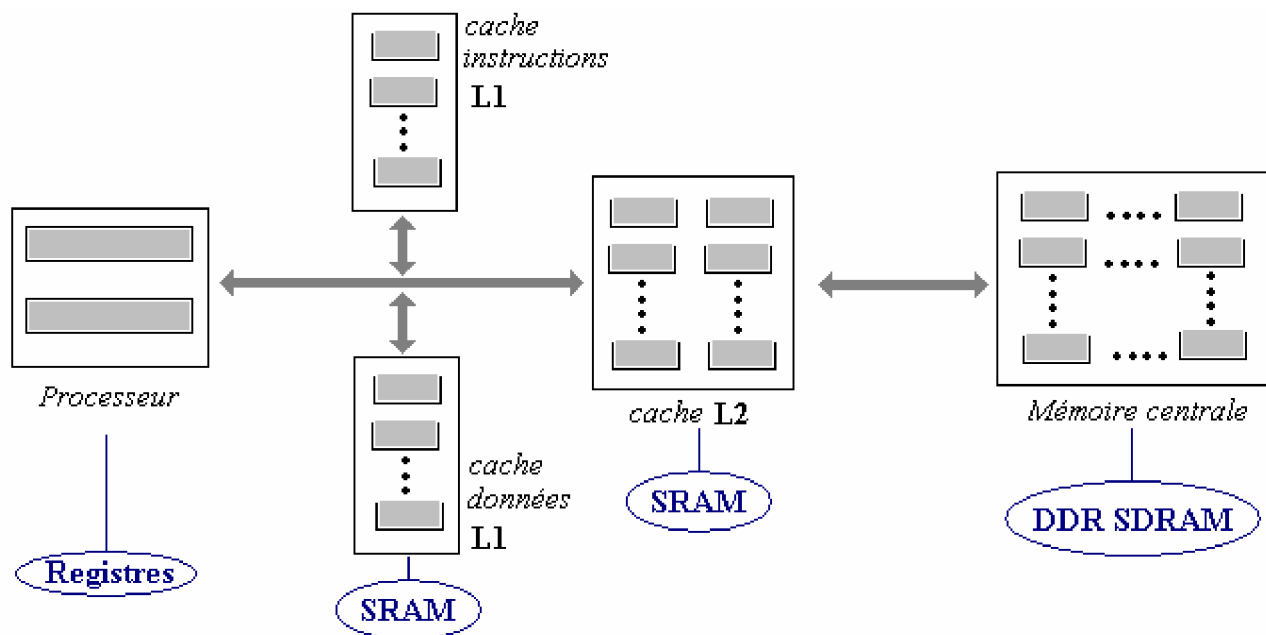 cache
instructions
L1
Processeur
cache
données
L1
cache L2
Mémoire centrale
Registres
SRAM
SRAM
DDR SDRAM